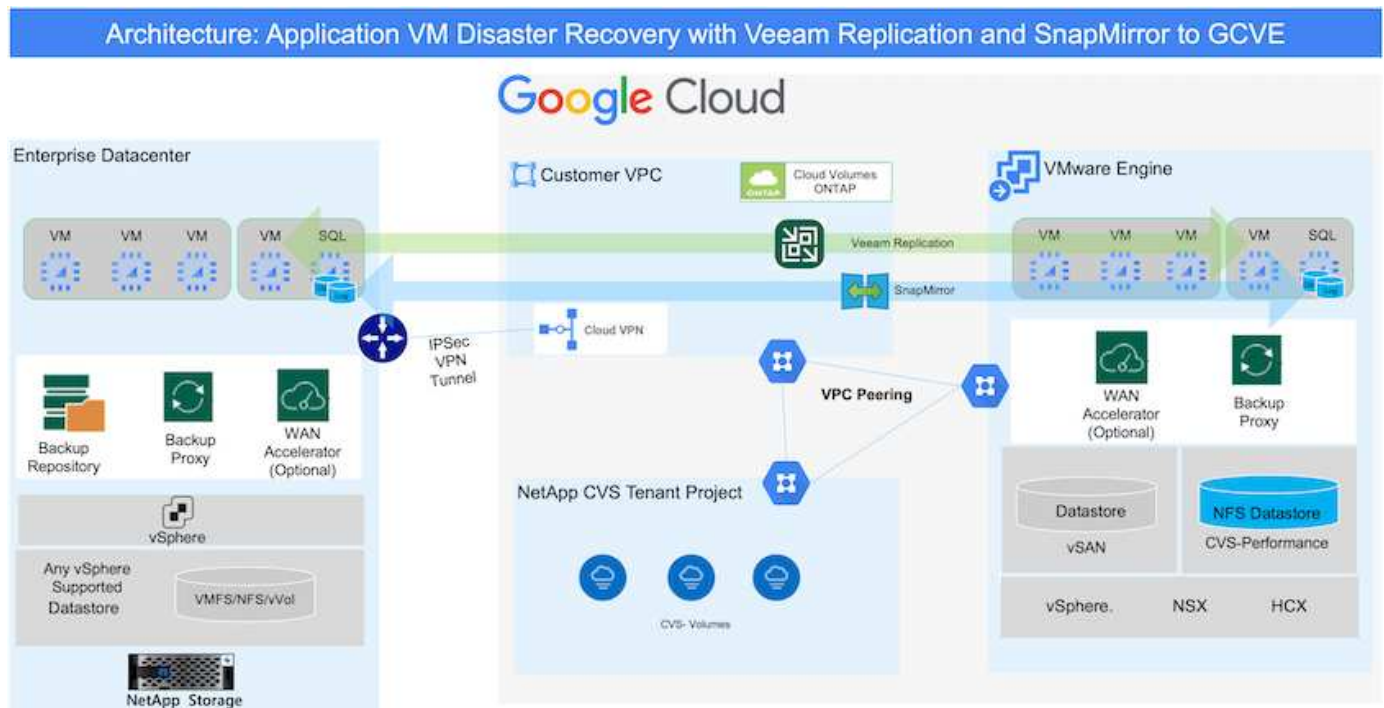 Architecture: Application VM Disaster Recovery with Veeam Replication and SnapMirror to GCVE
Google Cloud
Enterprise Datacenter
VM
VM
VM
VM
SQL
IPSec
VPN
Tunnel
Backup
Repository
Backup
Proxy
WAN
Accelerator
(Optional)
vSphere
Any vSphere
Supported
Datastore
VMFS/NFS/vVol
NetApp Storage
Customer VPC
ONTAP
Cloud Volumes
ONTAP
Veeam Replication
SnapMirror
Cloud VPN
VPC Peering
NetApp CVS Tenant Project
CVS- Volumes
VMware Engine
VM
VM
VM
VM
SQL
WAN
Accelerator
(Optional)
Backup
Proxy
Datastore
vSAN
NFS Datastore
CVS-Performance
vSphere.
NSX
HCX